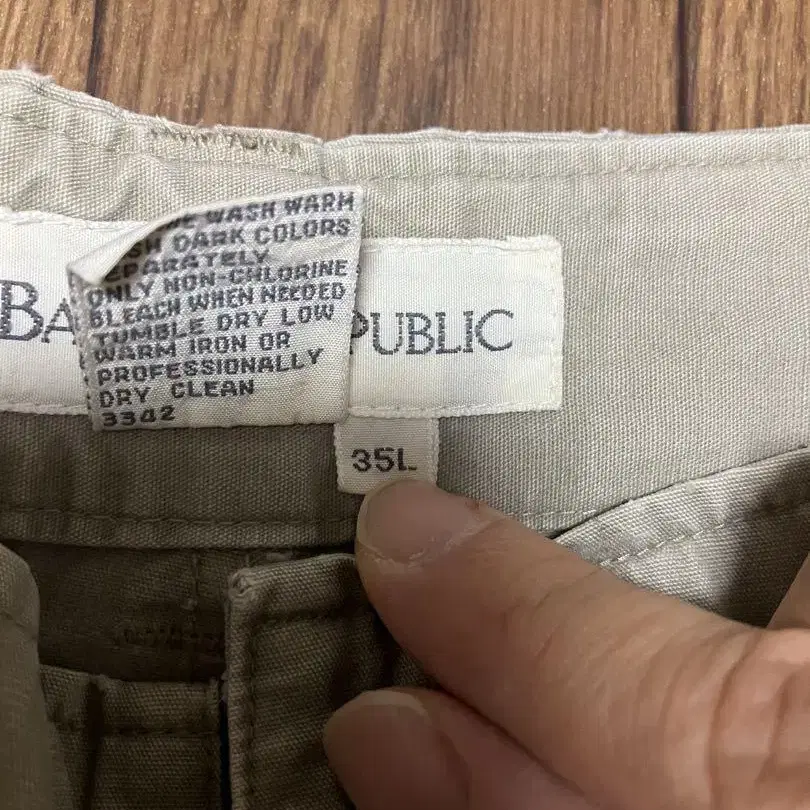 WASH WARM
DARK COLORS
SEPARATELY
ONLY NON-CHLORINE
BLEACH WHEN NEEDED
TUMBLE DRY LOW
WARM IRON OR
PROFESSIONALLY
DRY CLEAN
3342
BA PUBLIC
35L